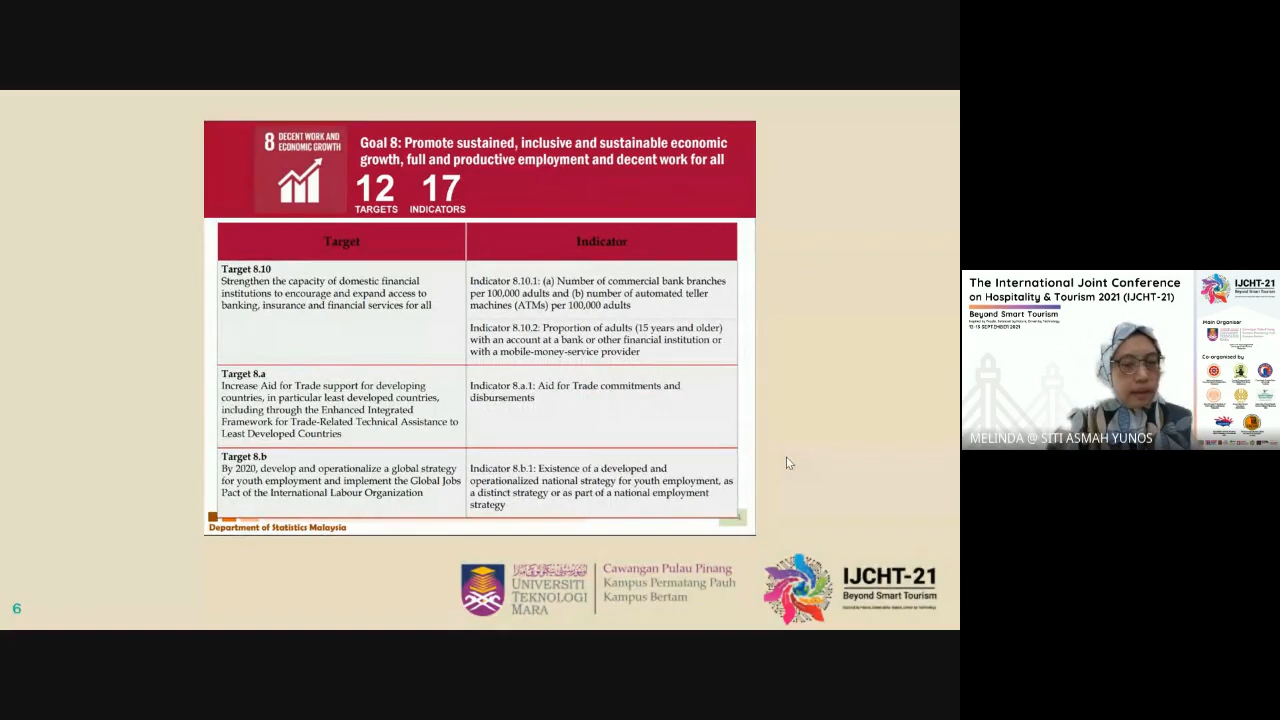 8 DECENT WORK AND
ECONOMIC GROWTH
Goal 8: Promote sustained, inclusive and sustainable economic
growth, full and productive employment and decent work for all
12 17
TARGETS INDICATORS
Target Indicator
Target 8.10
Strengthen the capacity of domestic financial
institutions to encourage and expand access to
banking, insurance and financial services for all
Indicator 8.10.1: (a) Number of commercial bank branches
per 100,000 adults and (b) number of automated teller
machines (ATMs) per 100,000 adults
Indicator 8.10.2: Proportion of adults (15 years and older)
with an account at a bank or other financial institution or
with a mobile-money-service provider
Target 8.a
Increase Aid for Trade support for developing
countries, in particular least developed countries,
including through the Enhanced Integrated
Framework for Trade-Related Technical Assistance to
Least Developed Countries
Indicator 8.a.1: Aid for Trade commitments and
disbursements
Target 8.b
By 2020, develop and operationalize a global strategy
for youth employment and implement the Global Jobs
Pact of the International Labour Organization
Indicator 8.b.1: Existence of a developed and
operationalized national strategy for youth employment, as
a distinct strategy or as part of a national employment
strategy
Department of Statistics Malaysia
6
UNIVERSITI
TEKNOLOGI
MARA
Cawangan Pulau Pinang
Kampus Permatang Pauh
Kampus Bertam
IJCHT-21
Beyond Smart Tourism
The International Joint Conference
on Hospitality & Tourism 2021 (IJCHT-21)
Beyond Smart Tourism
12-13 SEPTEMBER 2021
IJCHT-21
Beyond Smart Tourism
Main Organiser
Co-organised by
MELINDA @ SITI ASMAH YUNOS